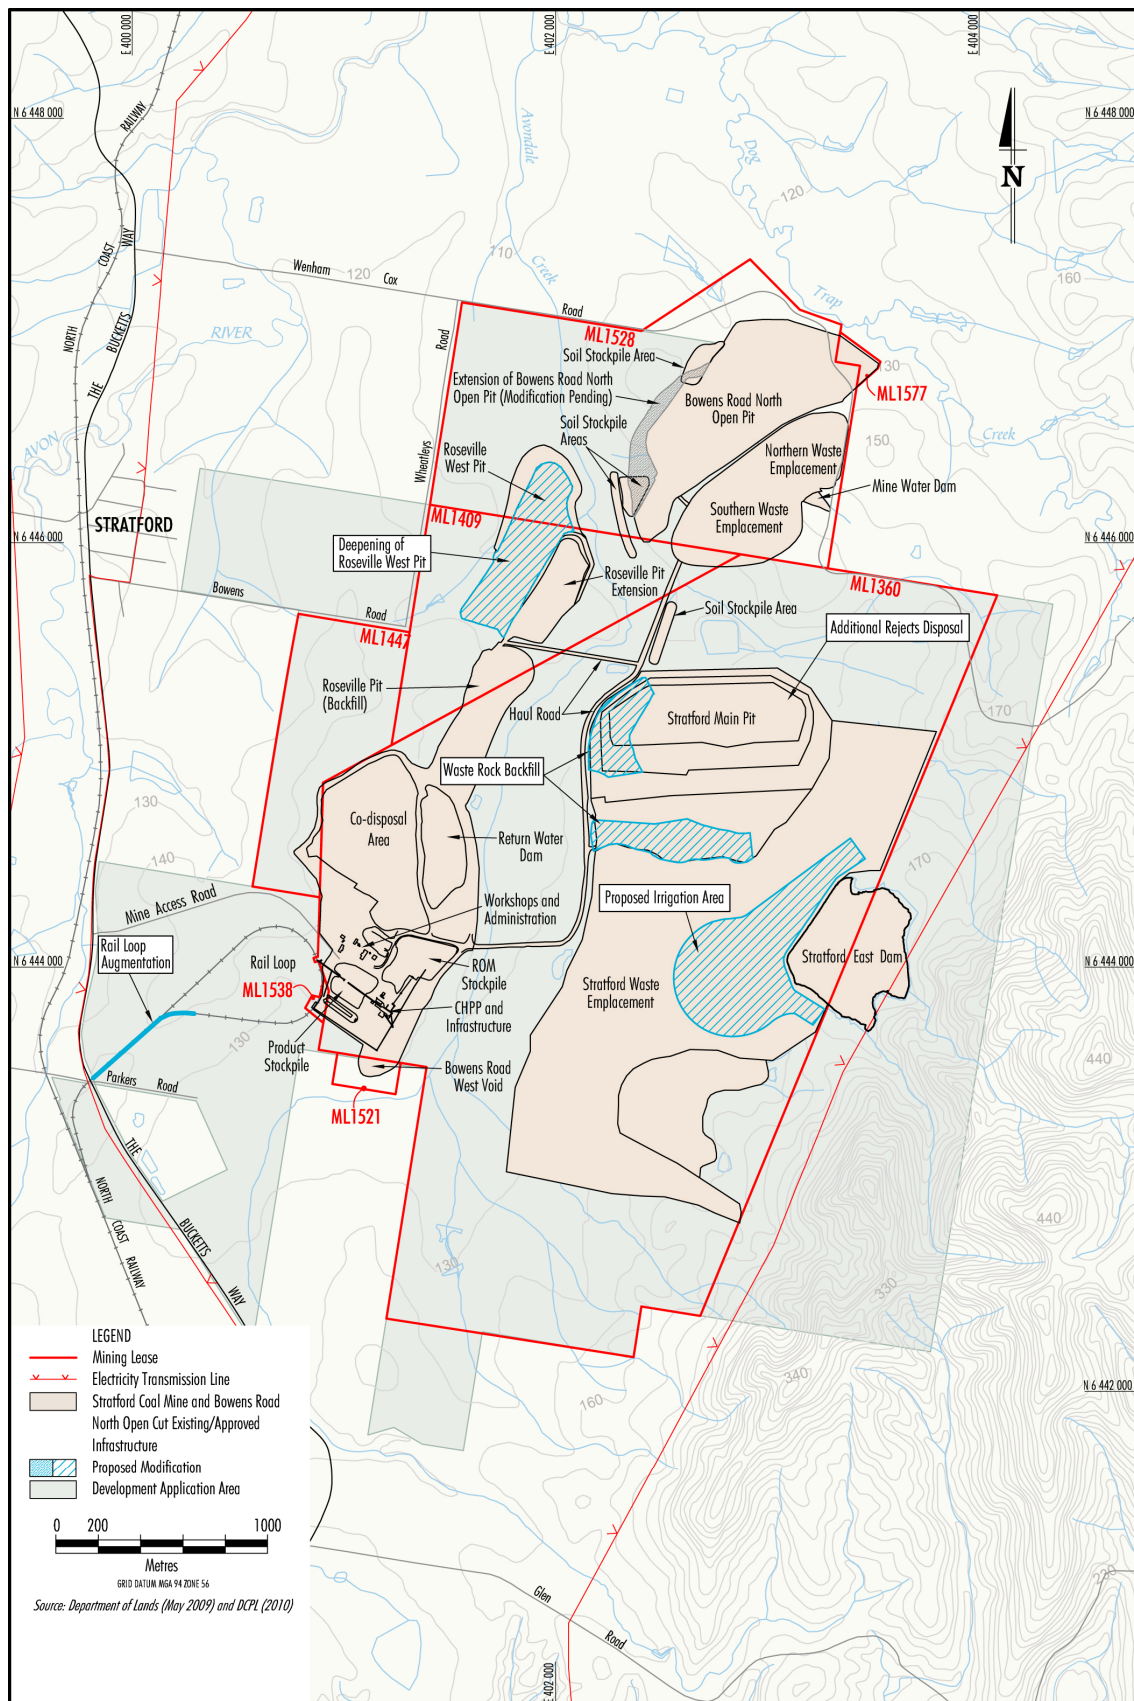 E 400 000
E 402 000
E 404 000
N 6 448 000
N 6 448 000
RAILWAY
COAST
NORTH
WAY
BUCKETTS
THE
Avondale
Creek
Dog
Trap
Creek
120
110
120
160
N
Wenham
Cox
Road
RIVER
AVON
Road
Wheatleys
ML1528
Soil Stockpile Area
Extension of Bowens Road North
Open Pit (Modification Pending)
130
ML1577
Bowens Road North
Open Pit
Soil Stockpile
Areas
Roseville
West Pit
150
Northern Waste
Emplacement
Mine Water Dam
Southern Waste
Emplacement
STRATFORD
ML1409
N 6 446 000
N 6 446 000
Deepening of
Roseville West Pit
Roseville Pit
Extension
ML1360
Bowens
Road
ML1447
Soil Stockpile Area
Additional Rejects Disposal
Roseville Pit
(Backfill)
Haul Road
Stratford Main Pit
170
Waste Rock Backfill
130
Co-disposal
Area
Return Water
Dam
140
170
Mine Access Road
Workshops and
Administration
Proposed Irrigation Area
Rail Loop
Augmentation
N 6 444 000
N 6 444 000
Rail Loop
ROM
Stockpile
Stratford East Dam
ML1538
Stratford Waste
Emplacement
CHPP and
Infrastructure
130
Product
Stockpile
Bowens Road
West Void
440
Parkers Road
ML1521
THE
BUCKETTS
WAY
NORTH
COAST
RAILWAY
440
130
330
340
160
N 6 442 000
LEGEND
Mining Lease
Electricity Transmission Line
Stratford Coal Mine and Bowens Road
North Open Cut Existing/Approved
Infrastructure
Proposed Modification
Development Application Area
0 200 1000
Metres
GRID DATUM MGA 94 ZONE 56
Source: Department of Lands (May 2009) and DCPL (2010)
Glen
Road
230
E 402 000